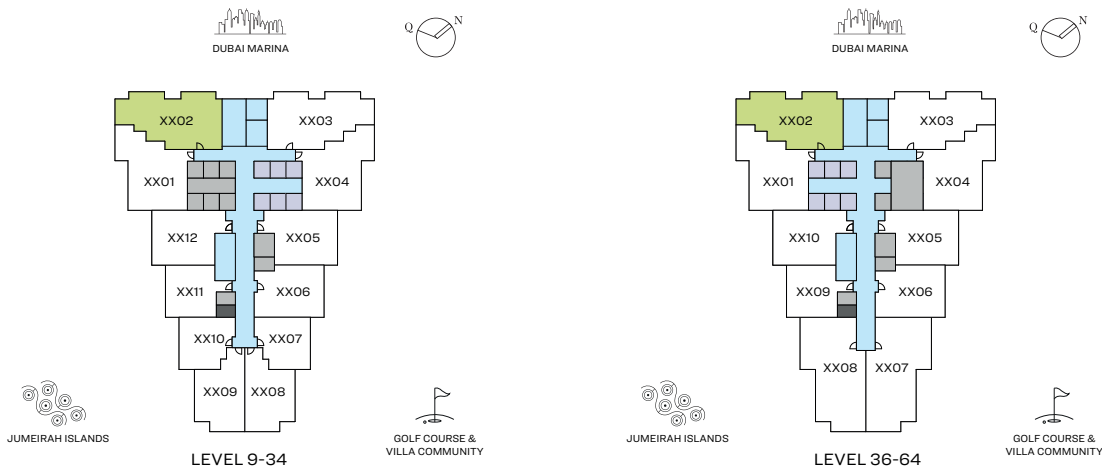 DUBAI MARINA
Q N
XX02 XX03
XX01 XX04
XX12 XX05
XX11 XX06
XX10 XX07
XX09 XX08
JUMEIRAH ISLANDS
GOLF COURSE &
VILLA COMMUNITY
LEVEL 9-34
DUBAI MARINA
Q N
XX02 XX03
XX01 XX04
XX10 XX05
XX09 XX06
XX08 XX07
JUMEIRAH ISLANDS
GOLF COURSE &
VILLA COMMUNITY
LEVEL 36-64